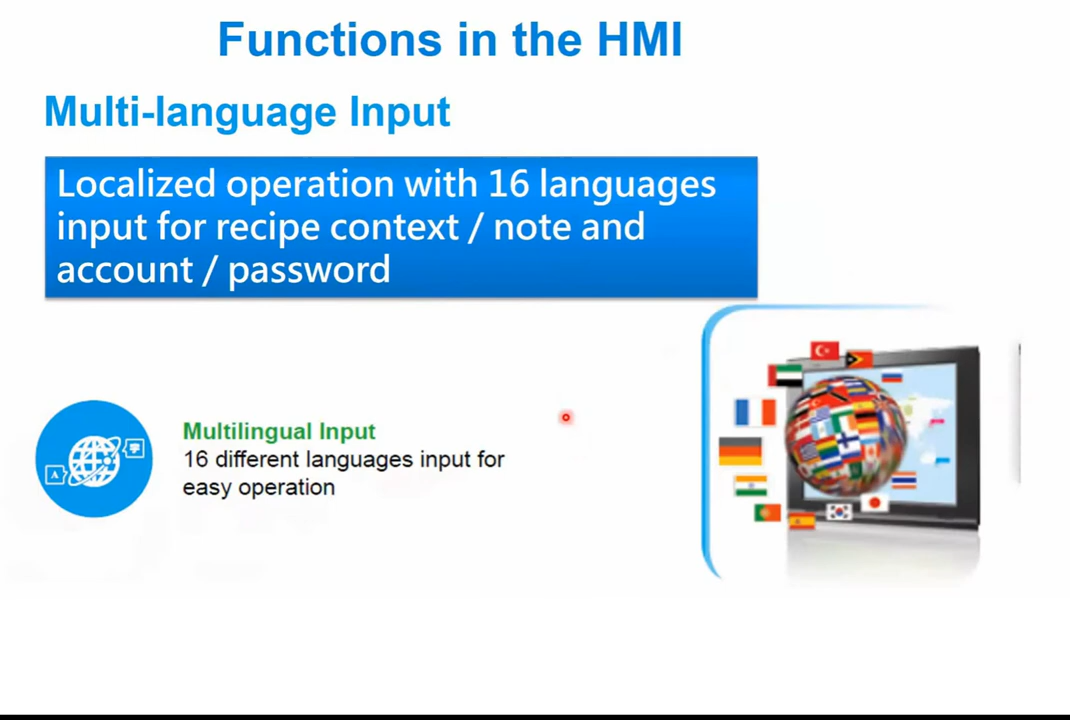 Functions in the HMI
Multi-language Input
Localized operation with 16 languages
input for recipe context / note and
account / password
Multilingual Input
16 different languages input for
easy operation
A 字